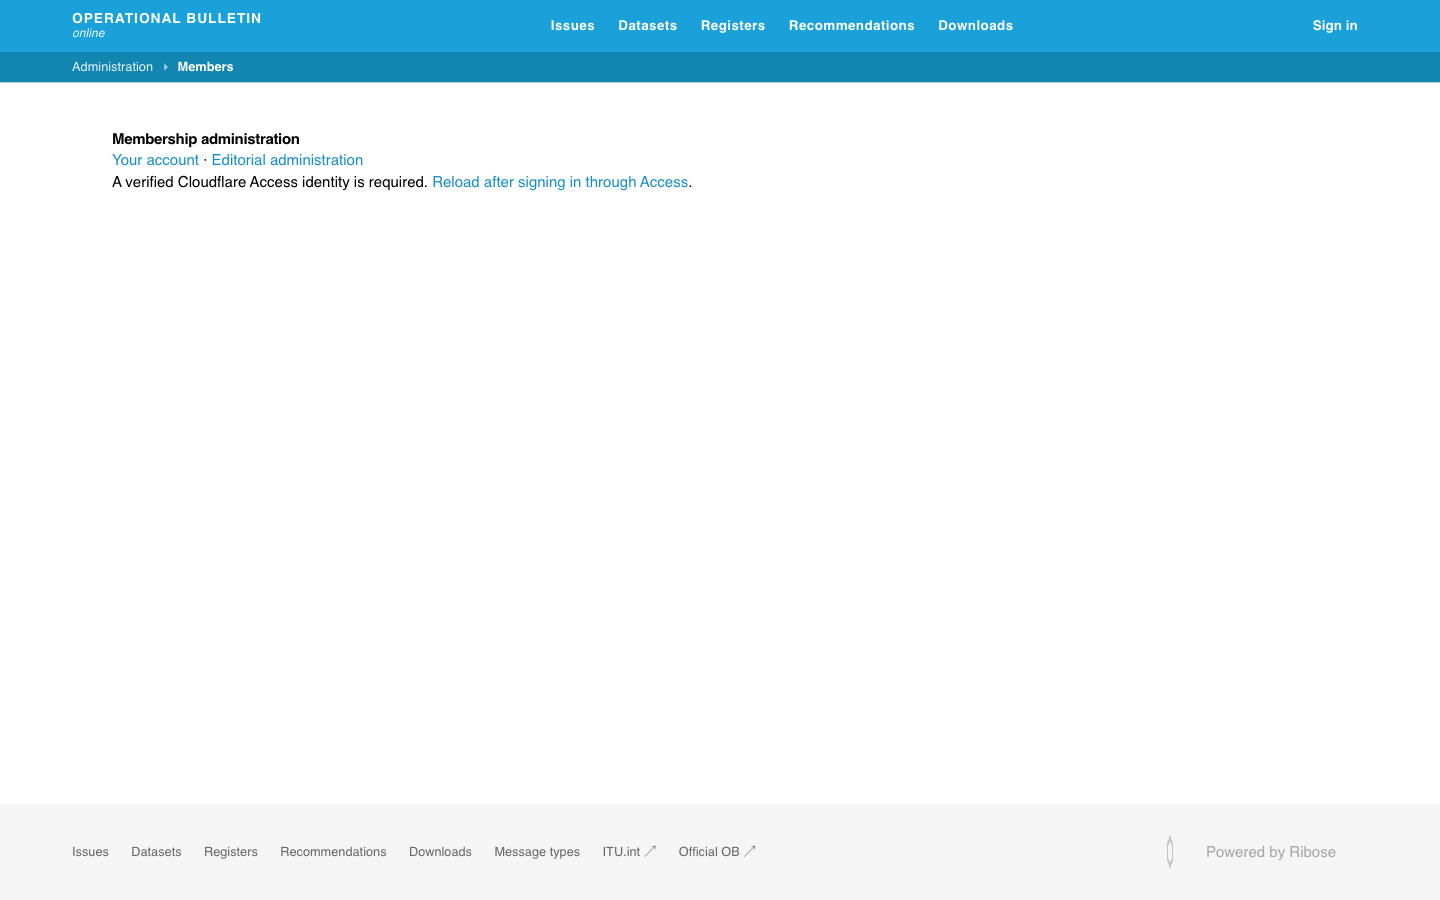 OPERATIONAL BULLETIN
online
Issues Datasets Registers Recommendations Downloads
Sign in
Administration Members
Membership administration
Your account · Editorial administration
A verified Cloudflare Access identity is required. Reload after signing in through Access.
Issues Datasets Registers Recommendations Downloads Message types ITU.int Official OB
Powered by Ribose